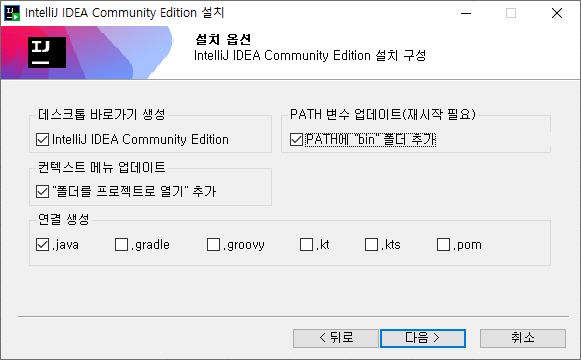 IntelliJ IDEA Community Edition 설치
IJ
설치 옵션
IntelliJ IDEA Community Edition 설치 구성
데스크톱 바로가기 생성
IntelliJ IDEA Community Edition
PATH 변수 업데이트(재시작 필요)
PATH에 "bin" 폴더 추가
컨텍스트 메뉴 업데이트
"폴더를 프로젝트로 열기" 추가
연결 생성
.java .gradle .groovy .kt .kts .pom
< 뒤로 다음 > 취소